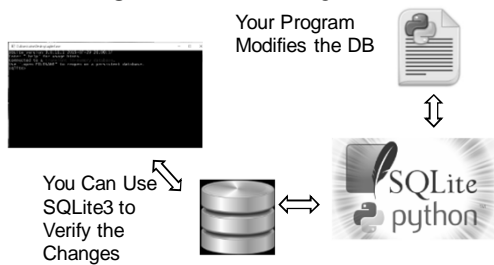 Your Program
Modifies the DB
You Can Use
SQLite3 to
Verify the
Changes
SQLite
python